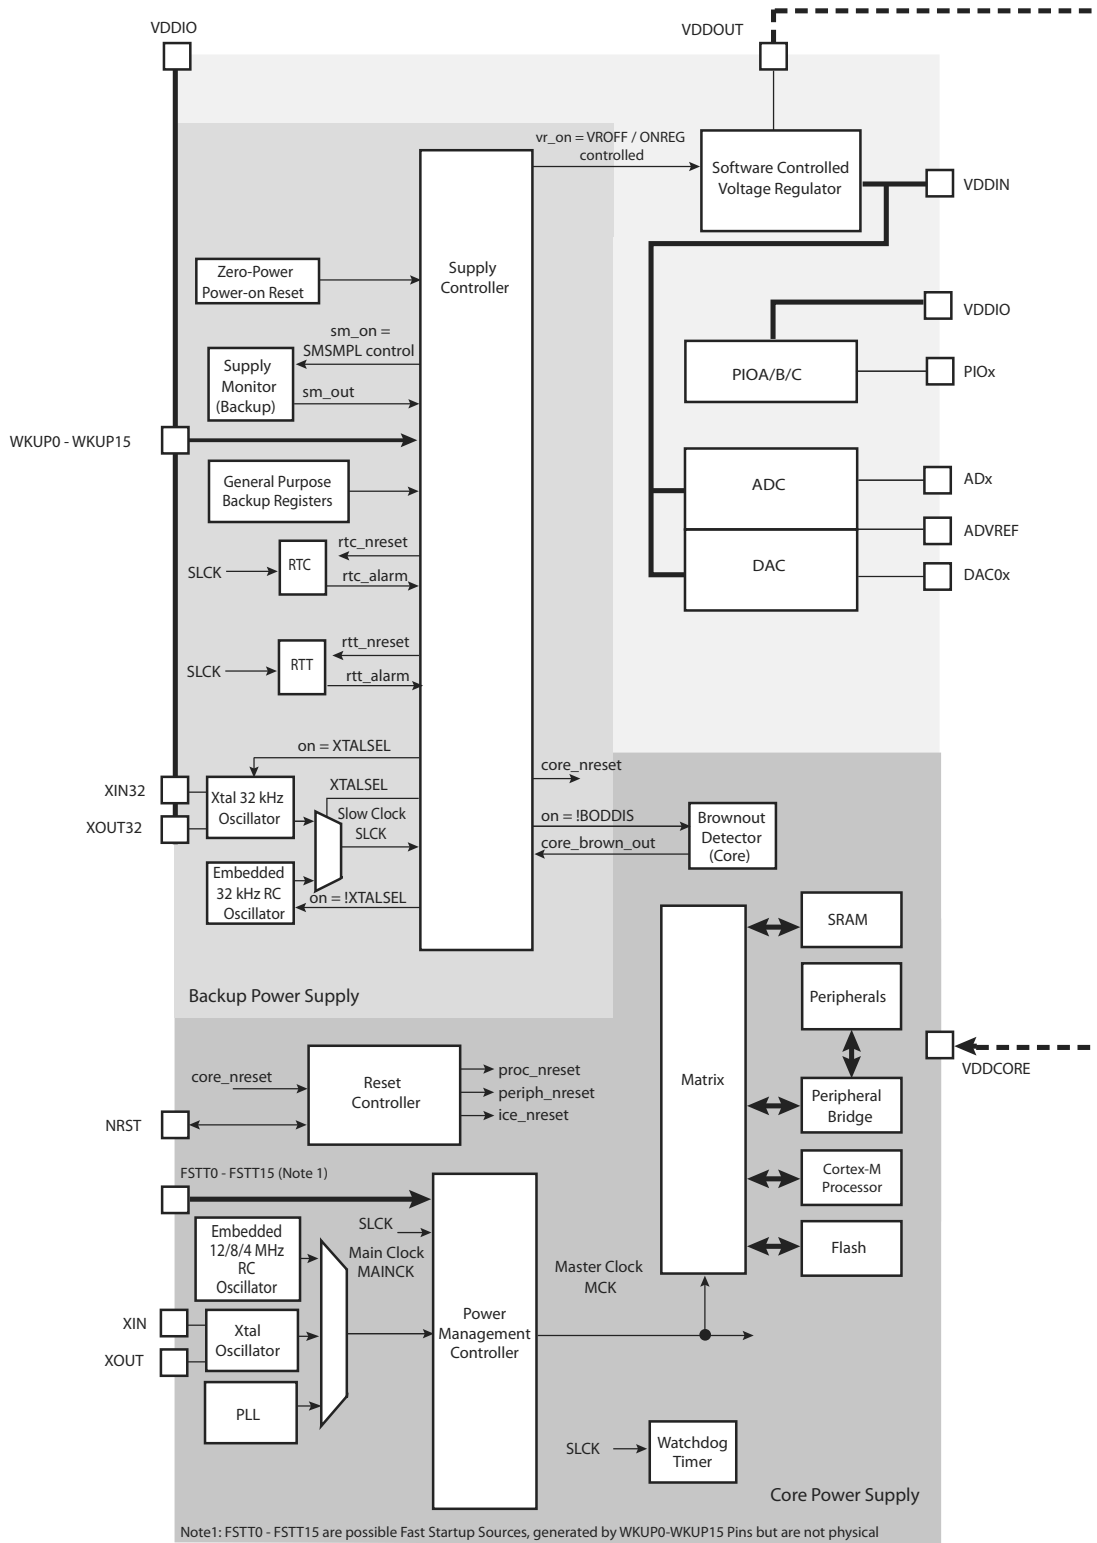 VDDIO
VDDOUT
vr_on = VROFF / ONREG
controlled
Software Controlled
Voltage Regulator
VDDIN
Supply
Controller
Zero-Power
Power-on Reset
VDDIO
sm_on =
SMSMPL control
Supply
Monitor
(Backup)
sm_out
PIOA/B/C
PIOx
WKUP0 - WKUP15
General Purpose
Backup Registers
ADC
ADx
ADVREF
DAC
DAC0x
rtc_nreset
SLCK
RTC
rtc_alarm
rtt_nreset
SLCK
RTT
rtt_alarm
on = XTALSEL
core_nreset
XIN32
XTALSEL
Xtal 32 kHz
Oscillator
Slow Clock
SLCK
XOUT32
on = !BODDIS
core_brown_out
Brownout
Detector
(Core)
Embedded
32 kHz RC
Oscillator
on = !XTALSEL
SRAM
Backup Power Supply
Peripherals
VDDCORE
core_nreset
Reset
Controller
proc_nreset
periph_nreset
ice_nreset
Matrix
Peripheral
Bridge
NRST
FSTT0 - FSTT15 (Note 1)
Cortex-M
Processor
SLCK
Embedded
12/8/4 MHz
RC
Oscillator
Main Clock
MAINCK
Master Clock
MCK
Flash
XIN
Xtal
Oscillator
Power
Management
Controller
XOUT
PLL
SLCK
Watchdog
Timer
Core Power Supply
Note1: FSTT0 - FSTT15 are possible Fast Startup Sources, generated by WKUP0-WKUP15 Pins but are not physical